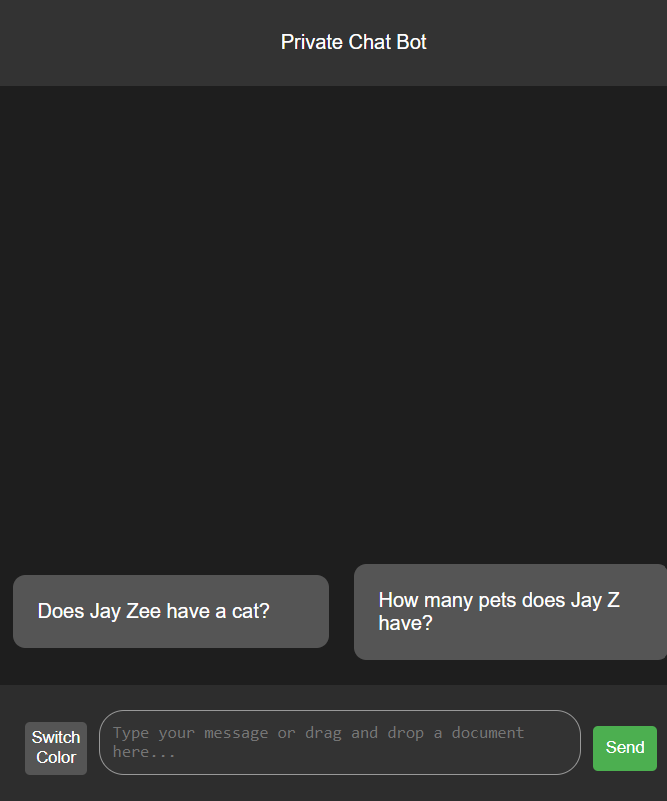 Private Chat Bot
Does Jay Zee have a cat?
How many pets does Jay Z
have?
Switch
Color
Type your message or drag and drop a document
here...
Send